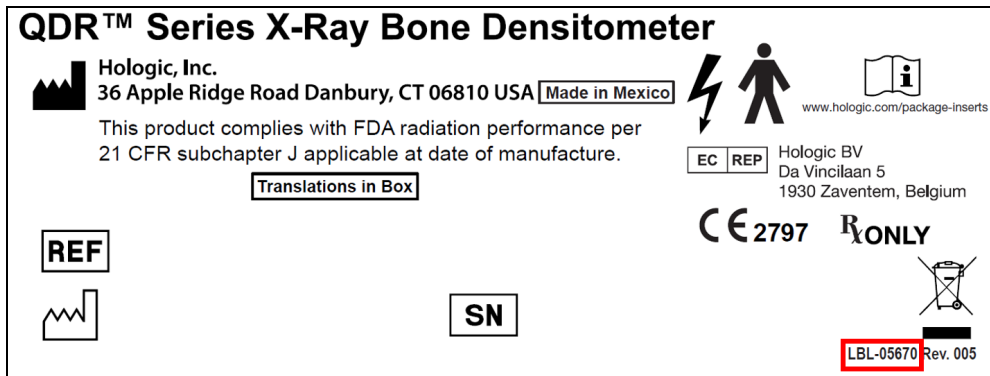 QDR™ Series X-Ray Bone Densitometer
Hologic, Inc.
36 Apple Ridge Road Danbury, CT 06810 USA Made in Mexico
This product complies with FDA radiation performance per
21 CFR subchapter J applicable at date of manufacture.
Translations in Box
i
www.hologic.com/package-inserts
EC REP
Hologic BV
Da Vincilaan 5
1930 Zaventem, Belgium
CE 2797
Rx ONLY
REF
SN
LBL-05670 Rev. 005